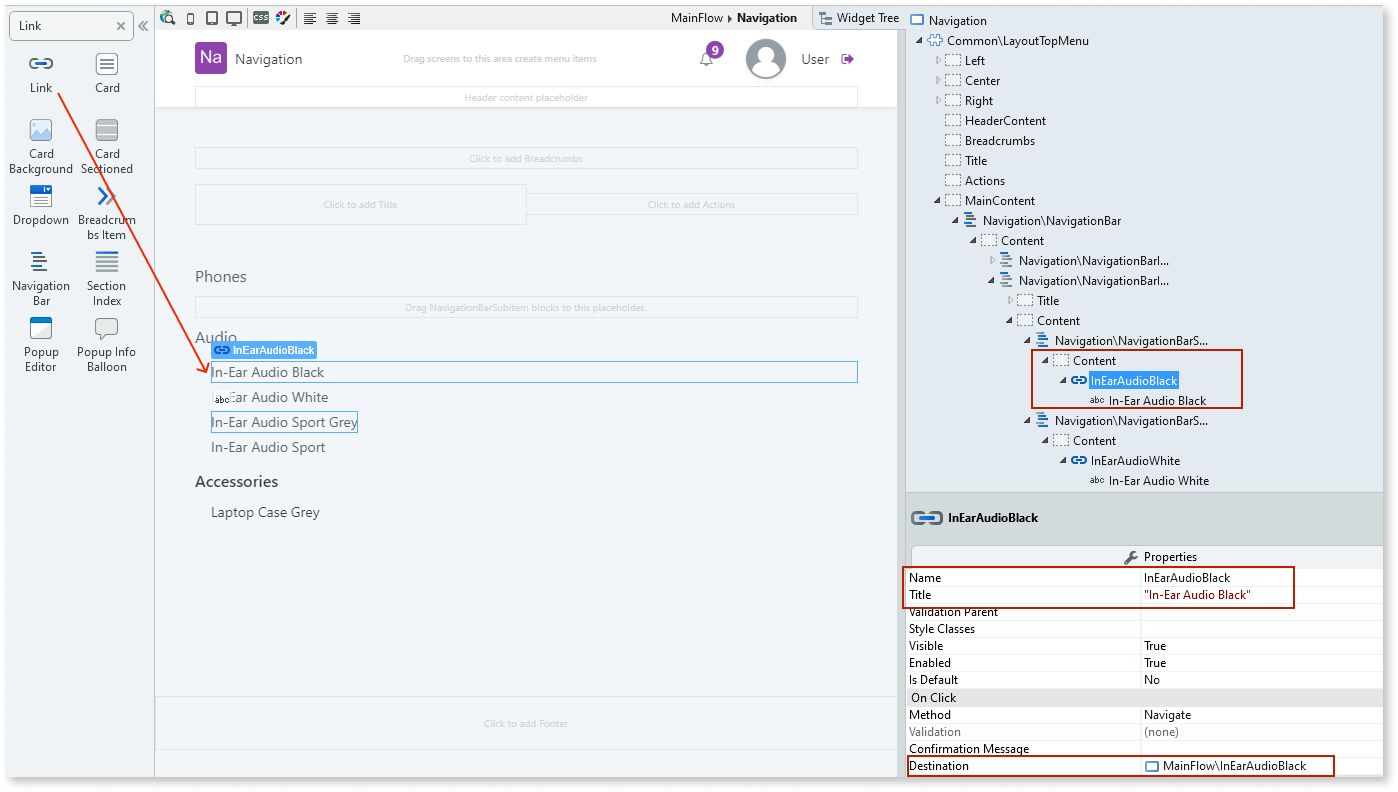 Link
Link
Card
Card
Background
Card
Sectioned
Dropdown
Breadcrum
bs Item
Navigation
Bar
Section
Index
Popup
Editor
Popup Info
Balloon
CSS
MainFlow Navigation
Widget Tree
Na
Navigation
Drag screens to this area create menu items
9
User
Header content placeholder
Click to add Breadcrumbs
Click to add Title
Click to add Actions
Phones
Drag NavigationBarSubItem blocks to this placeholder.
Audio
InEarAudioBlack
In-Ear Audio Black
abc
Ear Audio White
In-Ear Audio Sport Grey
In-Ear Audio Sport
Accessories
Laptop Case Grey
Click to add Footer
Navigation
Common\LayoutTopMenu
Left
Center
Right
HeaderContent
Breadcrumbs
Title
Actions
MainContent
Navigation\NavigationBar
Content
Navigation\NavigationBarI...
Navigation\NavigationBarI...
Title
Content
Navigation\NavigationBarS...
Content
InEarAudioBlack
abc In-Ear Audio Black
Navigation\NavigationBarS...
Content
InEarAudioWhite
abc In-Ear Audio White
InEarAudioBlack
Properties
Name InEarAudioBlack
Title "In-Ear Audio Black"
Validation Parent
Style Classes
Visible True
Enabled True
Is Default No
On Click
Method Navigate
Validation (none)
Confirmation Message
Destination MainFlow\InEarAudioBlack